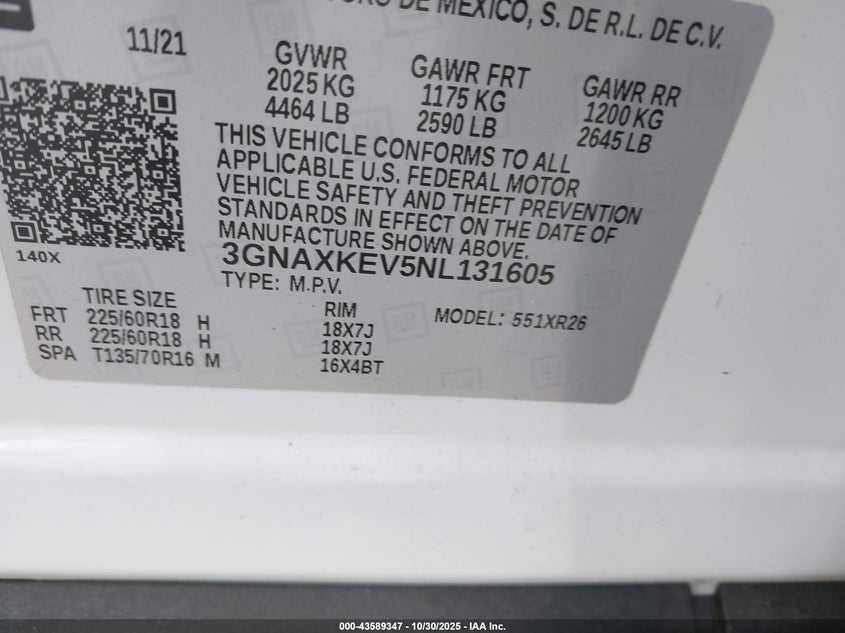 DE MEXICO, S. DE R.L. DE C.V.
11/21
GVWR
2025 KG
4464 LB
GAWR FRT
1175 KG
2590 LB
GAWR RR
1200 KG
2645 LB
THIS VEHICLE CONFORMS TO ALL
APPLICABLE U.S. FEDERAL MOTOR
VEHICLE SAFETY AND THEFT PREVENTION
STANDARDS IN EFFECT ON THE DATE OF
MANUFACTURE SHOWN ABOVE.
3GNAXKEV5NL131605
TYPE: M.P.V.
140X
TIRE SIZE
RIM
MODEL: 551XR26
FRT 225/60R18 H 18X7J
RR 225/60R18 H 18X7J
SPA T135/70R16 M 16X4BT
000-43589347 - 10/30/2025 - IAA Inc.